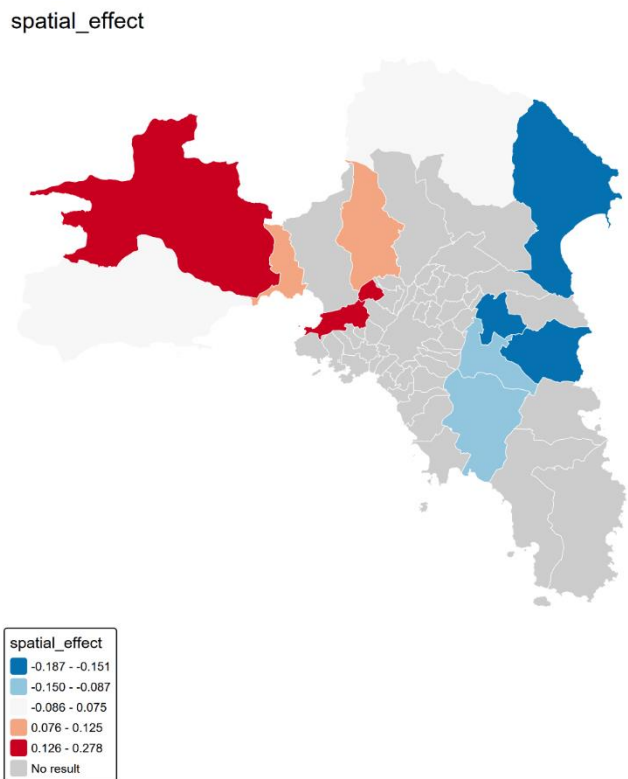 spatial_effect
spatial_effect
-0.187 - -0.151
-0.150 - -0.087
-0.086 - 0.075
0.076 - 0.125
0.126 - 0.278
No result